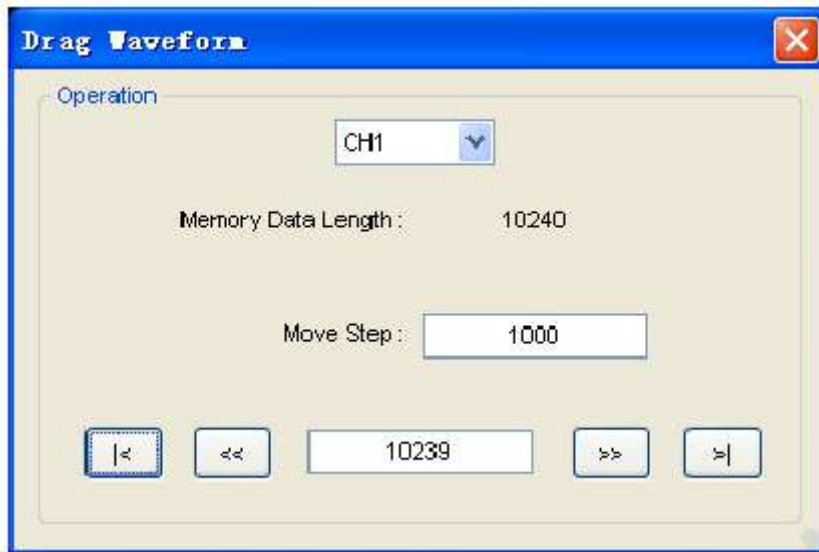 Drag Waveform
Operation
CH1
Memory Data Length : 10240
Move Step : 1000
|< << 10239 >> >|